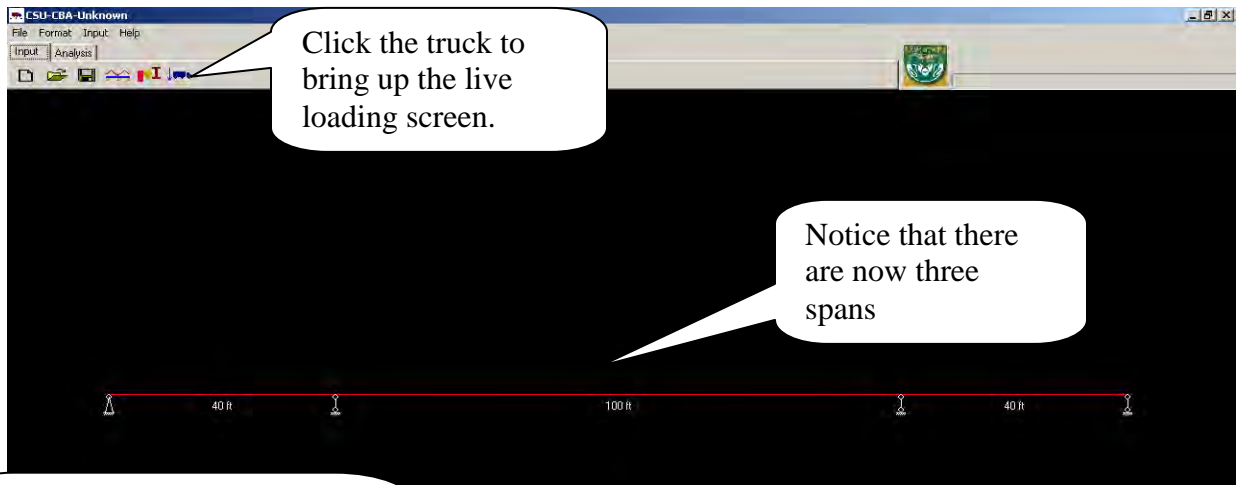 CSU-CBA-Unknown
File Format Input Help
Input Analysis
Click the truck to
bring up the live
loading screen.
Notice that there
are now three
spans
40 ft 100 ft 40 ft